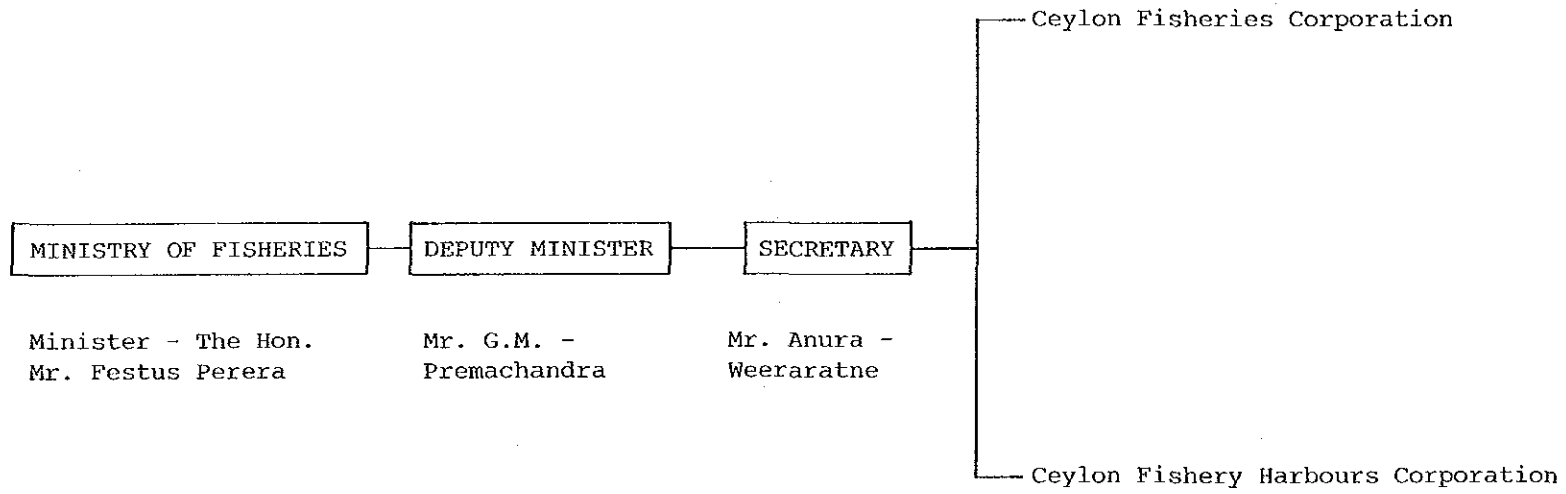 Ceylon Fisheries Corporation
MINISTRY OF FISHERIES
DEPUTY MINISTER
SECRETARY
Minister - The Hon.
Mr. Festus Perera
Mr. G.M. -
Premachandra
Mr. Anura -
Weeraratne
Ceylon Fishery Harbours Corporation